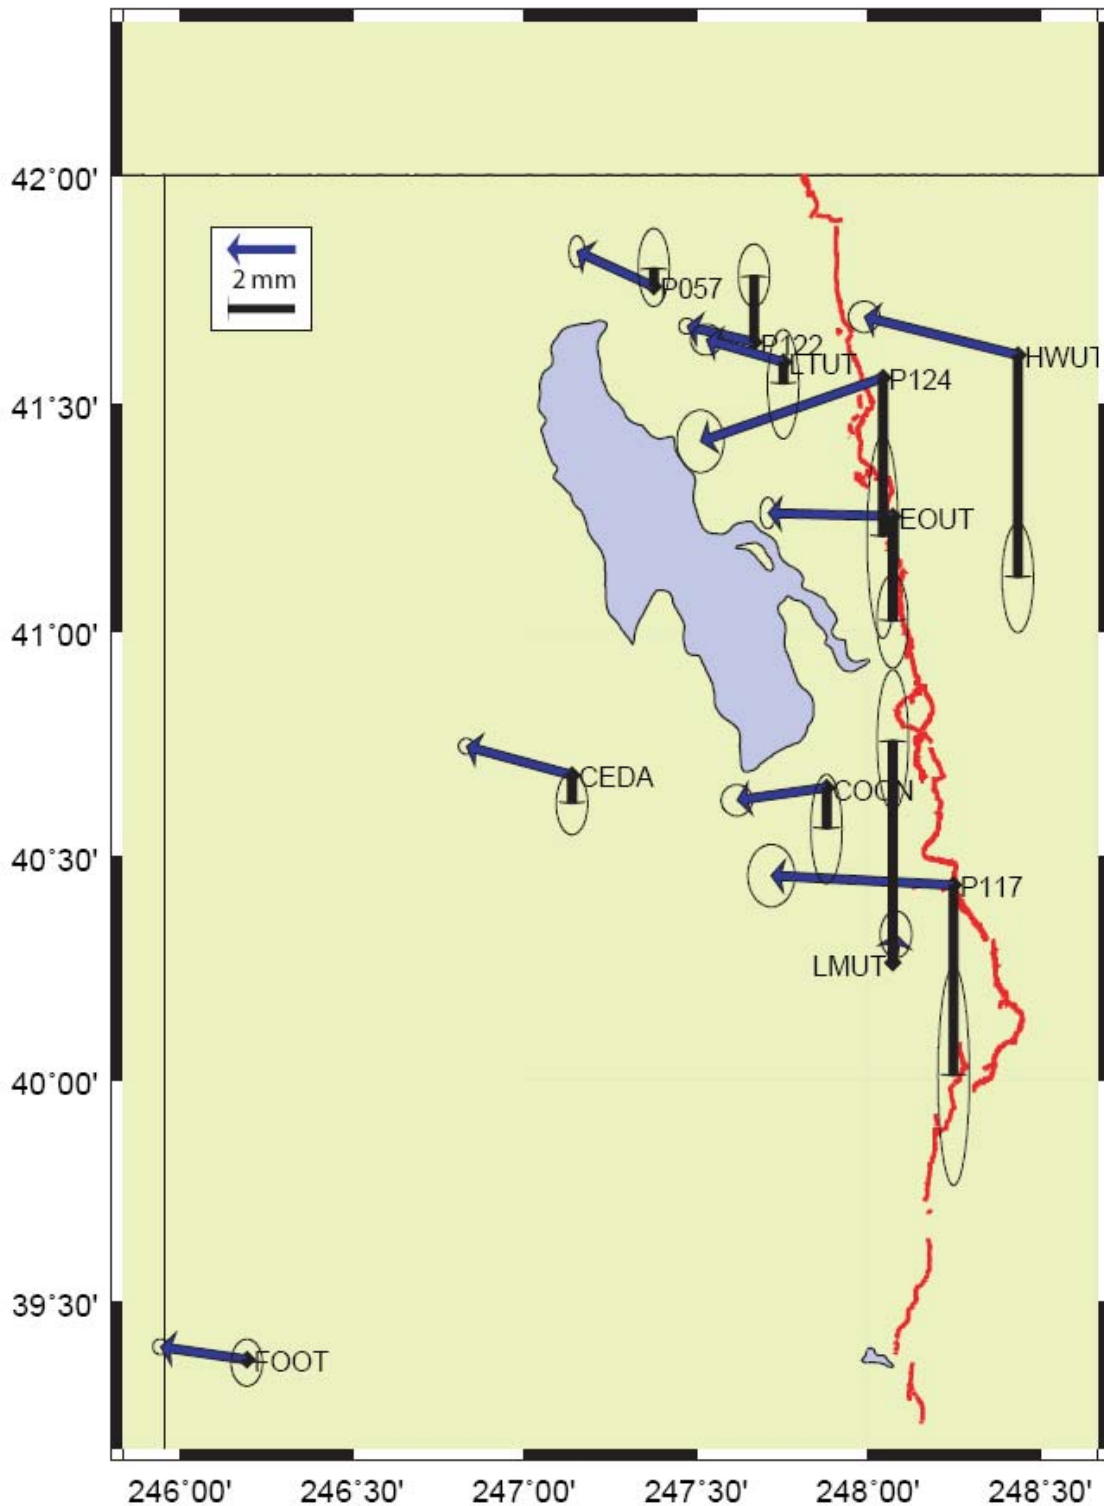 42°00'
2 mm
P057
P122
HWUT
LTUT
P124
41°30'
EOUT
41°00'
CEDA
COON
40°30'
P117
LMUT
40°00'
39°30'
FOOT
246°00' 246°30' 247°00' 247°30' 248°00' 248°30'